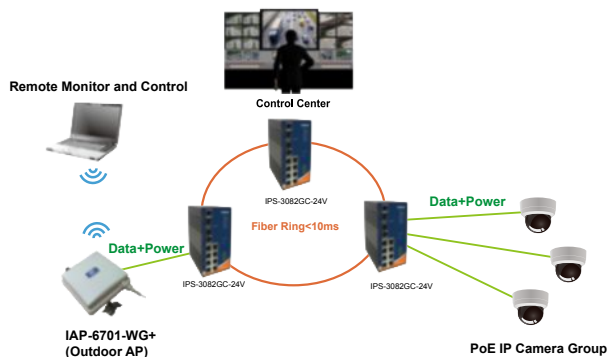 Remote Monitor and Control
Control Center
IPS-3082GC-24V
Data+Power
Fiber Ring<10ms
Data+Power
IPS-3082GC-24V
IPS-3082GC-24V
IAP-6701-WG+
(Outdoor AP)
PoE IP Camera Group